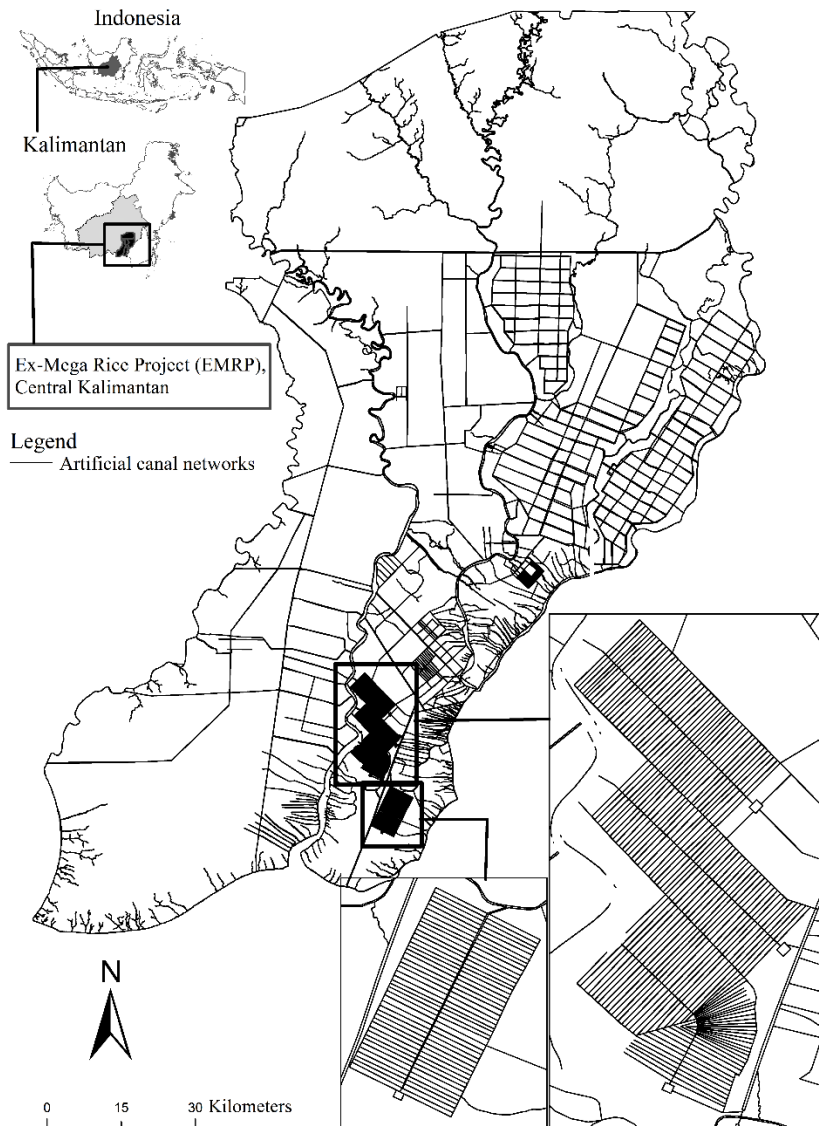 Indonesia
Kalimantan
Ex-Mega Rice Project (EMRP),
Central Kalimantan
Legend
Artificial canal networks
N
0 15 30 Kilometers